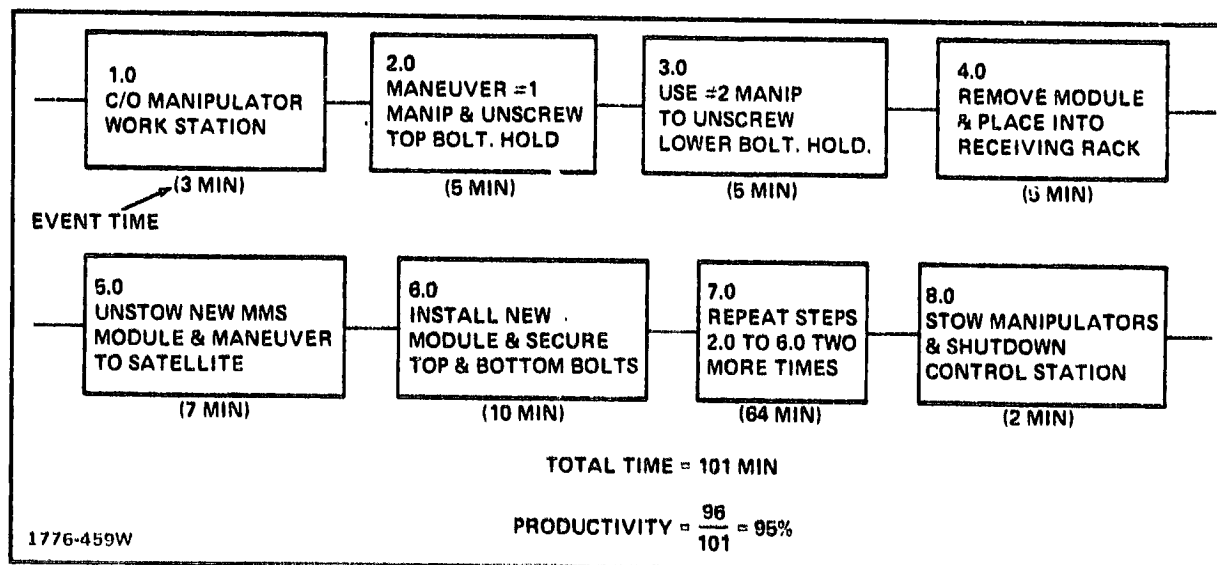 1.0
C/O MANIPULATOR
WORK STATION
(3 MIN)
EVENT TIME
2.0
MANEUVER #1
MANIP & UNSCREW
TOP BOLT. HOLD
(5 MIN)
3.0
USE #2 MANIP
TO UNSCREW
LOWER BOLT. HOLD.
(5 MIN)
4.0
REMOVE MODULE
& PLACE INTO
RECEIVING RACK
(5 MIN)
5.0
UNSTOW NEW MMS
MODULE & MANEUVER
TO SATELLITE
(7 MIN)
6.0
INSTALL NEW
MODULE & SECURE
TOP & BOTTOM BOLTS
(10 MIN)
7.0
REPEAT STEPS
2.0 TO 6.0 TWO
MORE TIMES
(64 MIN)
8.0
STOW MANIPULATORS
& SHUTDOWN
CONTROL STATION
(2 MIN)
TOTAL TIME = 101 MIN
PRODUCTIVITY = 96/101 = 95%
1776-459W